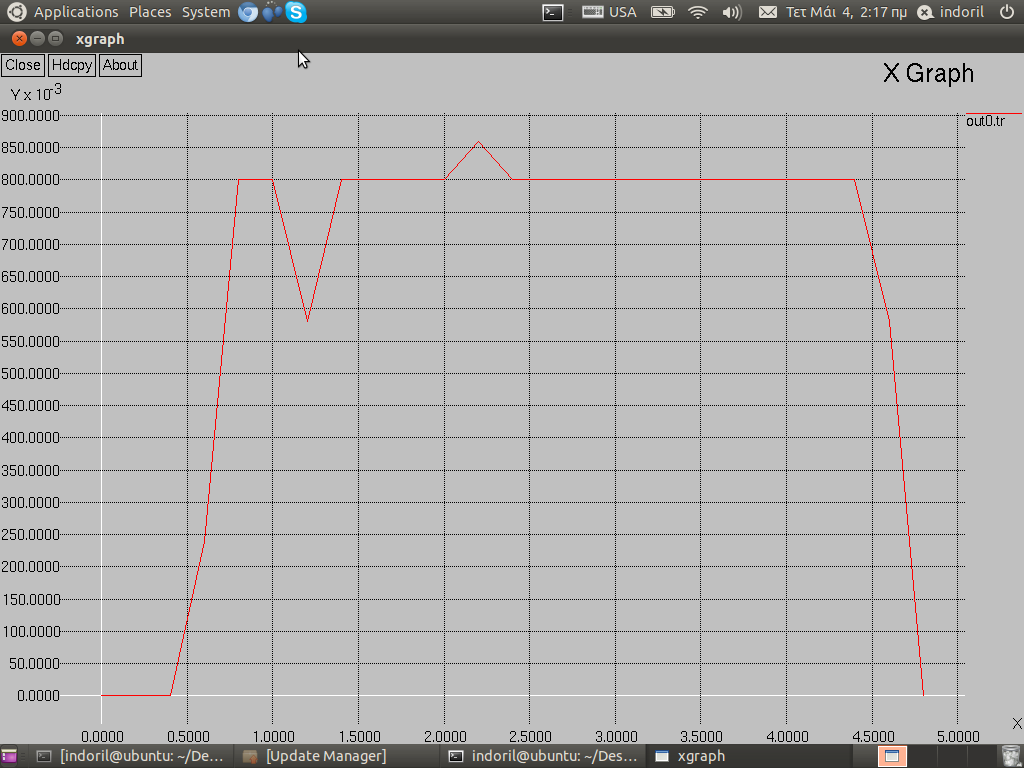 Applications Places System USA Τετ Μάι 4, 2:17 πμ indoril
xgraph
Close Hdcpy About
X Graph
Y x 10-3
900.0000
out0.tr
850.0000
800.0000
750.0000
700.0000
650.0000
600.0000
550.0000
500.0000
450.0000
400.0000
350.0000
300.0000
250.0000
200.0000
150.0000
100.0000
50.0000
0.0000
X
0.0000 0.5000 1.0000 1.5000 2.0000 2.5000 3.0000 3.5000 4.0000 4.5000 5.0000
[indoril@ubuntu: ~/Des... [Update Manager] indoril@ubuntu: ~/Des... xgraph